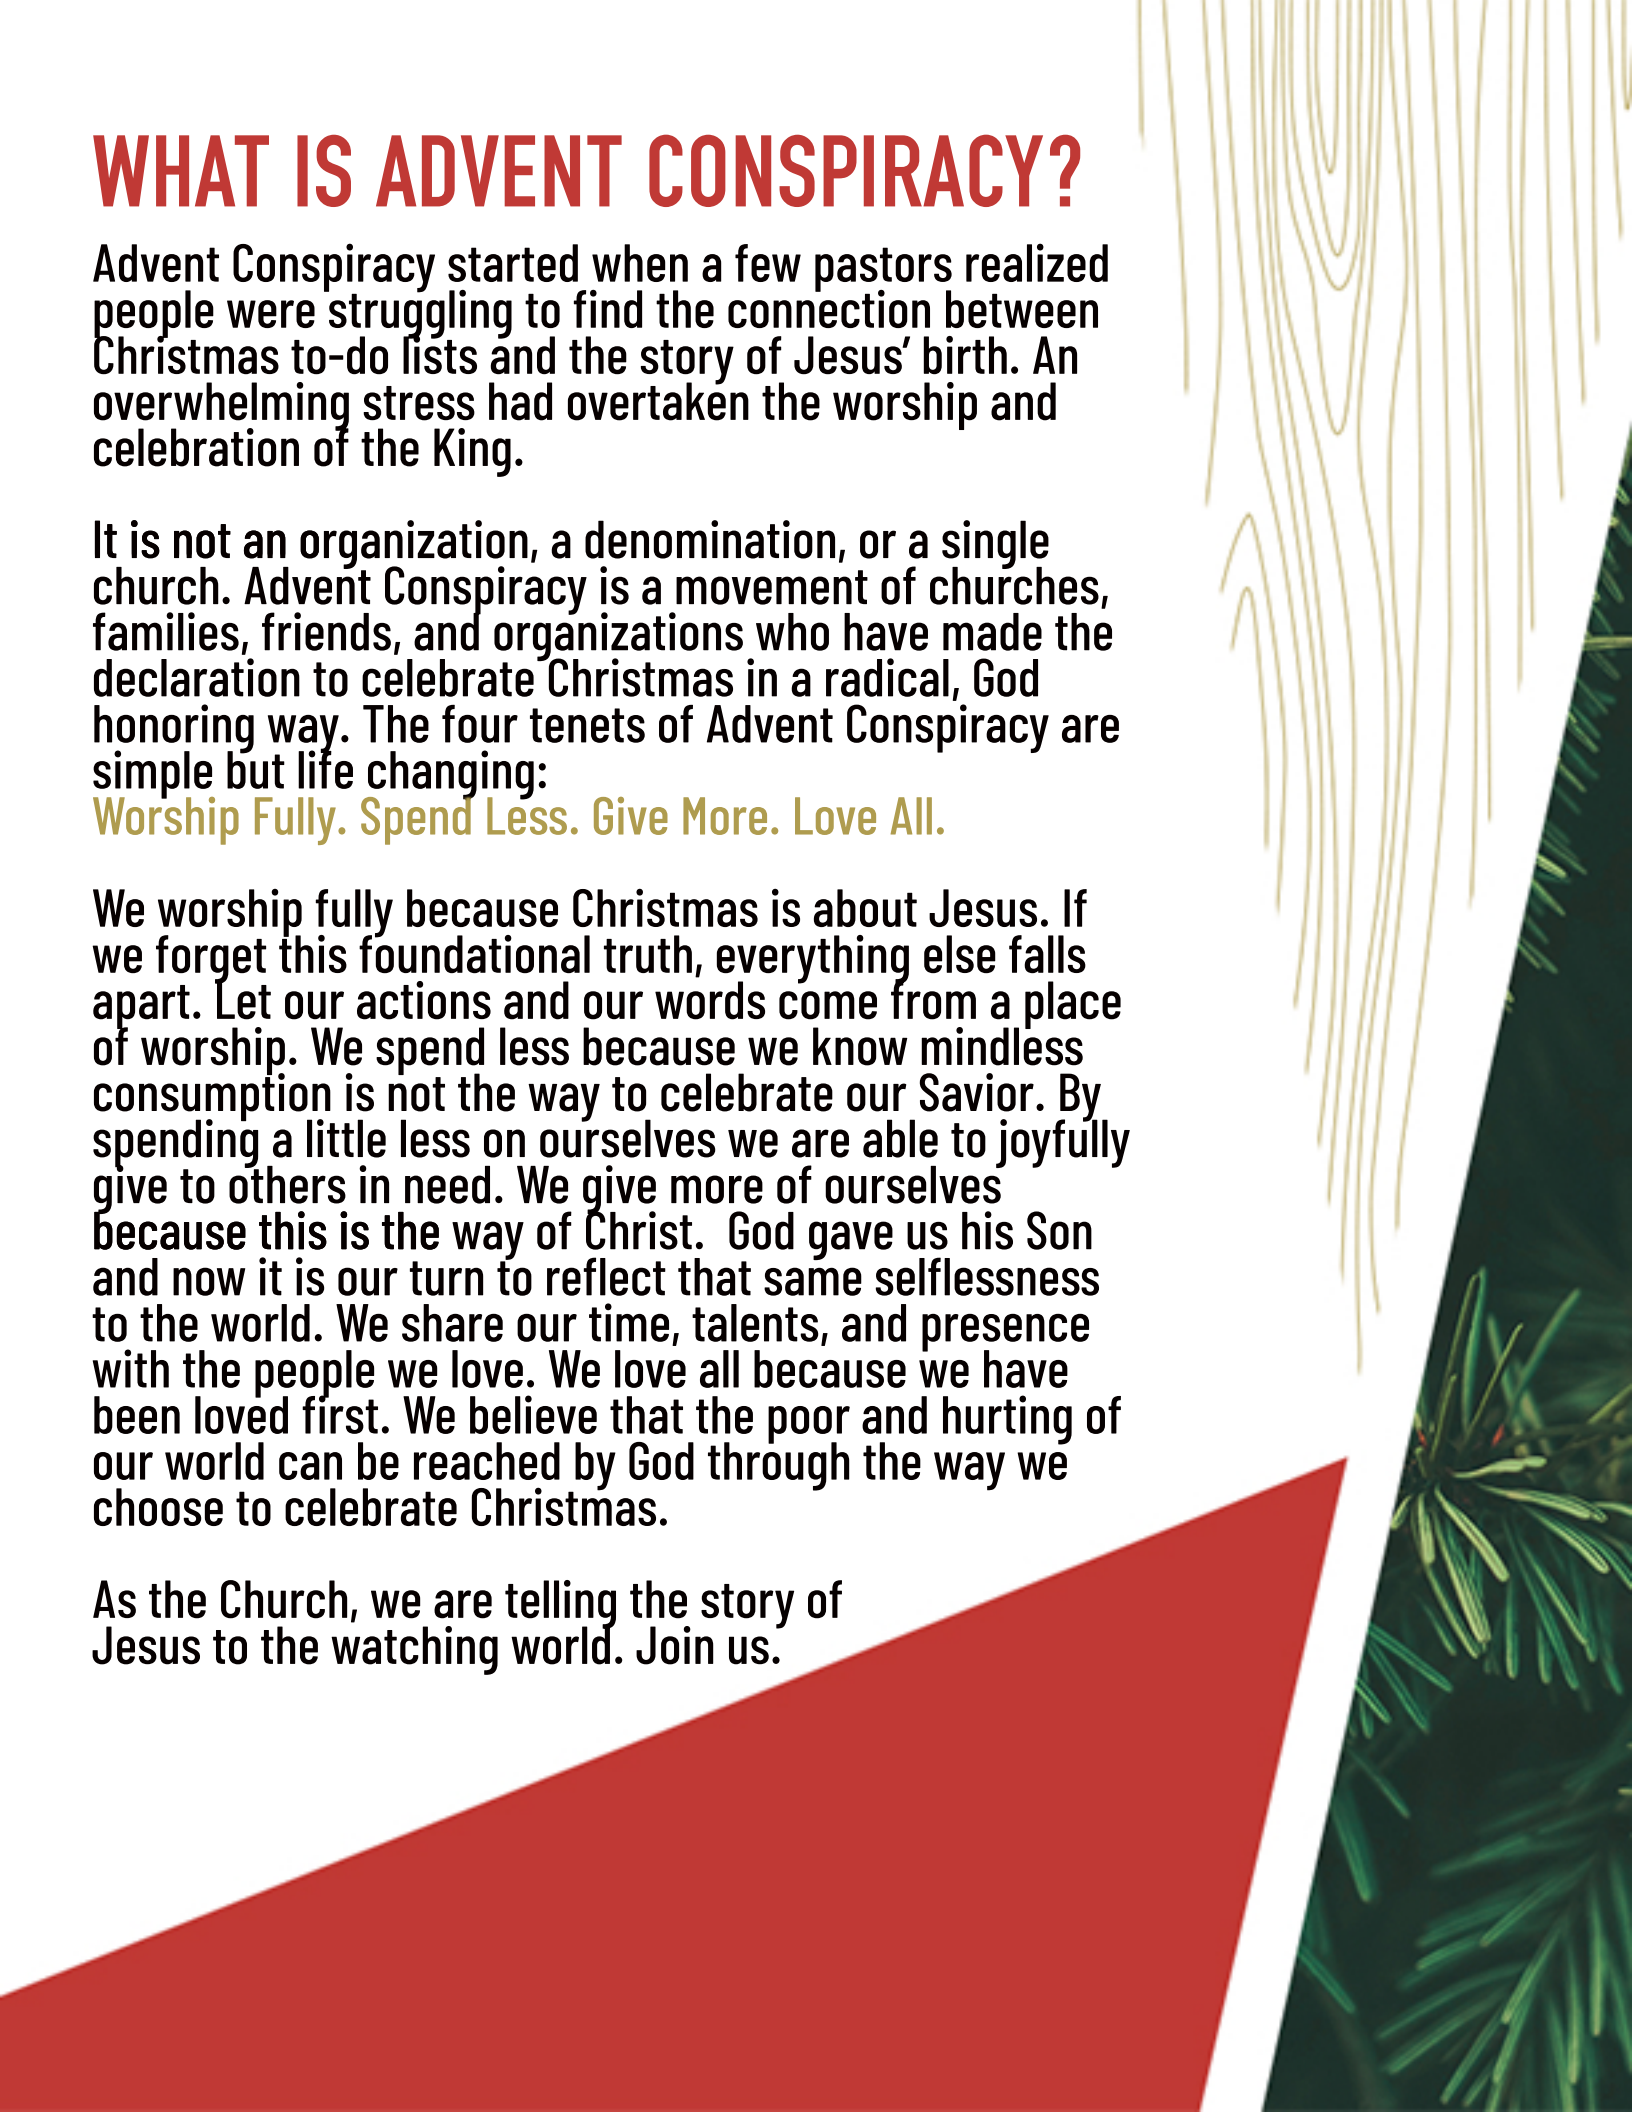 WHAT IS ADVENT CONSPIRACY?
Advent Conspiracy started when a few pastors realized
people were struggling to find the connection between
Christmas to-do lists and the story of Jesus’ birth. An
overwhelming stress had overtaken the worship and
celebration of the King.
It is not an organization, a denomination, or a single
church. Advent Conspiracy is a movement of churches,
families, friends, and organizations who have made the
declaration to celebrate Christmas in a radical, God
honoring way. The four tenets of Advent Conspiracy are
simple but life changing:
Worship Fully. Spend Less. Give More. Love All.
We worship fully because Christmas is about Jesus. If
we forget this foundational truth, everything else falls
apart. Let our actions and our words come from a place
of worship. We spend less because we know mindless
consumption is not the way to celebrate our Savior. By
spending a little less on ourselves we are able to joyfully
give to others in need. We give more of ourselves
because this is the way of Christ.  God gave us his Son
and now it is our turn to reflect that same selflessness
to the world. We share our time, talents, and presence
with the people we love. We love all because we have
been loved first. We believe that the poor and hurting of
our world can be reached by God through the way we
choose to celebrate Christmas.
As the Church, we are telling the story of
Jesus to the watching world. Join us.